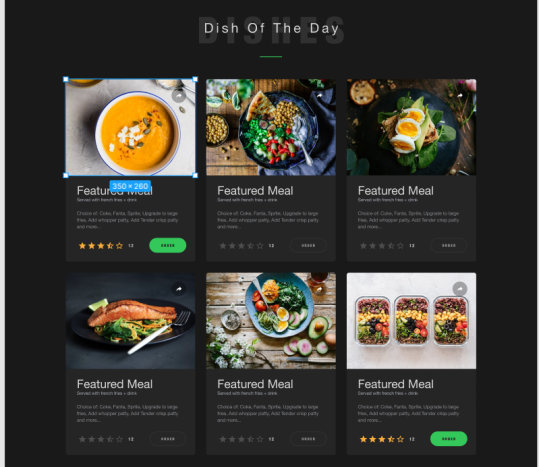 DISHES
Dish Of The Day
350 × 260
Featured Meal
Served with french fries + drink
Choice of: Coke, Fanta, Sprite, Upgrade to large
fries, Add whopper patty, Add Tender crisp patty
and more...
12
ORDER
Featured Meal
Served with french fries + drink
Choice of: Coke, Fanta, Sprite, Upgrade to large
fries, Add whopper patty, Add Tender crisp patty
and more...
12
ORDER
Featured Meal
Served with french fries + drink
Choice of: Coke, Fanta, Sprite, Upgrade to large
fries, Add whopper patty, Add Tender crisp patty
and more...
12
ORDER
Featured Meal
Served with french fries + drink
Choice of: Coke, Fanta, Sprite, Upgrade to large
fries, Add whopper patty, Add Tender crisp patty
and more...
12
ORDER
Featured Meal
Served with french fries + drink
Choice of: Coke, Fanta, Sprite, Upgrade to large
fries, Add whopper patty, Add Tender crisp patty
and more...
12
ORDER
Featured Meal
Served with french fries + drink
Choice of: Coke, Fanta, Sprite, Upgrade to large
fries, Add whopper patty, Add Tender crisp patty
and more...
12
ORDER